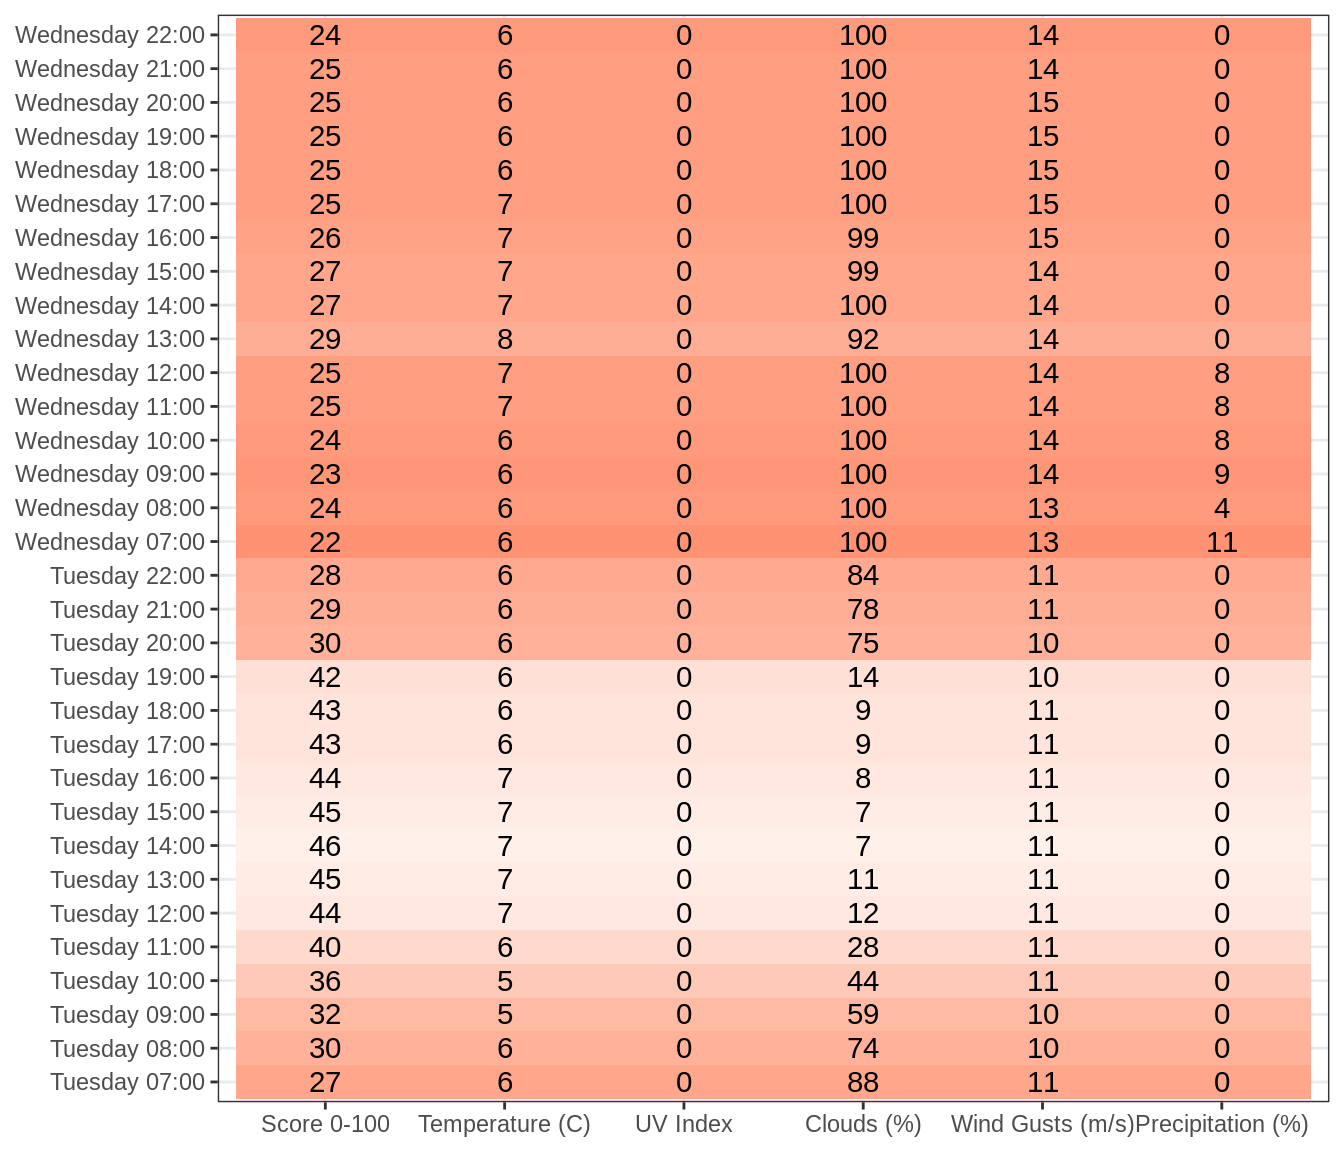 Wednesday 22:00 24 6 0 100 14 0
Wednesday 21:00 25 6 0 100 14 0
Wednesday 20:00 25 6 0 100 15 0
Wednesday 19:00 25 6 0 100 15 0
Wednesday 18:00 25 6 0 100 15 0
Wednesday 17:00 25 7 0 100 15 0
Wednesday 16:00 26 7 0 99 15 0
Wednesday 15:00 27 7 0 99 14 0
Wednesday 14:00 27 7 0 100 14 0
Wednesday 13:00 29 8 0 92 14 0
Wednesday 12:00 25 7 0 100 14 8
Wednesday 11:00 25 7 0 100 14 8
Wednesday 10:00 24 6 0 100 14 8
Wednesday 09:00 23 6 0 100 14 9
Wednesday 08:00 24 6 0 100 13 4
Wednesday 07:00 22 6 0 100 13 11
Tuesday 22:00 28 6 0 84 11 0
Tuesday 21:00 29 6 0 78 11 0
Tuesday 20:00 30 6 0 75 10 0
Tuesday 19:00 42 6 0 14 10 0
Tuesday 18:00 43 6 0 9 11 0
Tuesday 17:00 43 6 0 9 11 0
Tuesday 16:00 44 7 0 8 11 0
Tuesday 15:00 45 7 0 7 11 0
Tuesday 14:00 46 7 0 7 11 0
Tuesday 13:00 45 7 0 11 11 0
Tuesday 12:00 44 7 0 12 11 0
Tuesday 11:00 40 6 0 28 11 0
Tuesday 10:00 36 5 0 44 11 0
Tuesday 09:00 32 5 0 59 10 0
Tuesday 08:00 30 6 0 74 10 0
Tuesday 07:00 27 6 0 88 11 0
Score 0-100 Temperature (C) UV Index Clouds (%) Wind Gusts (m/s) Precipitation (%)